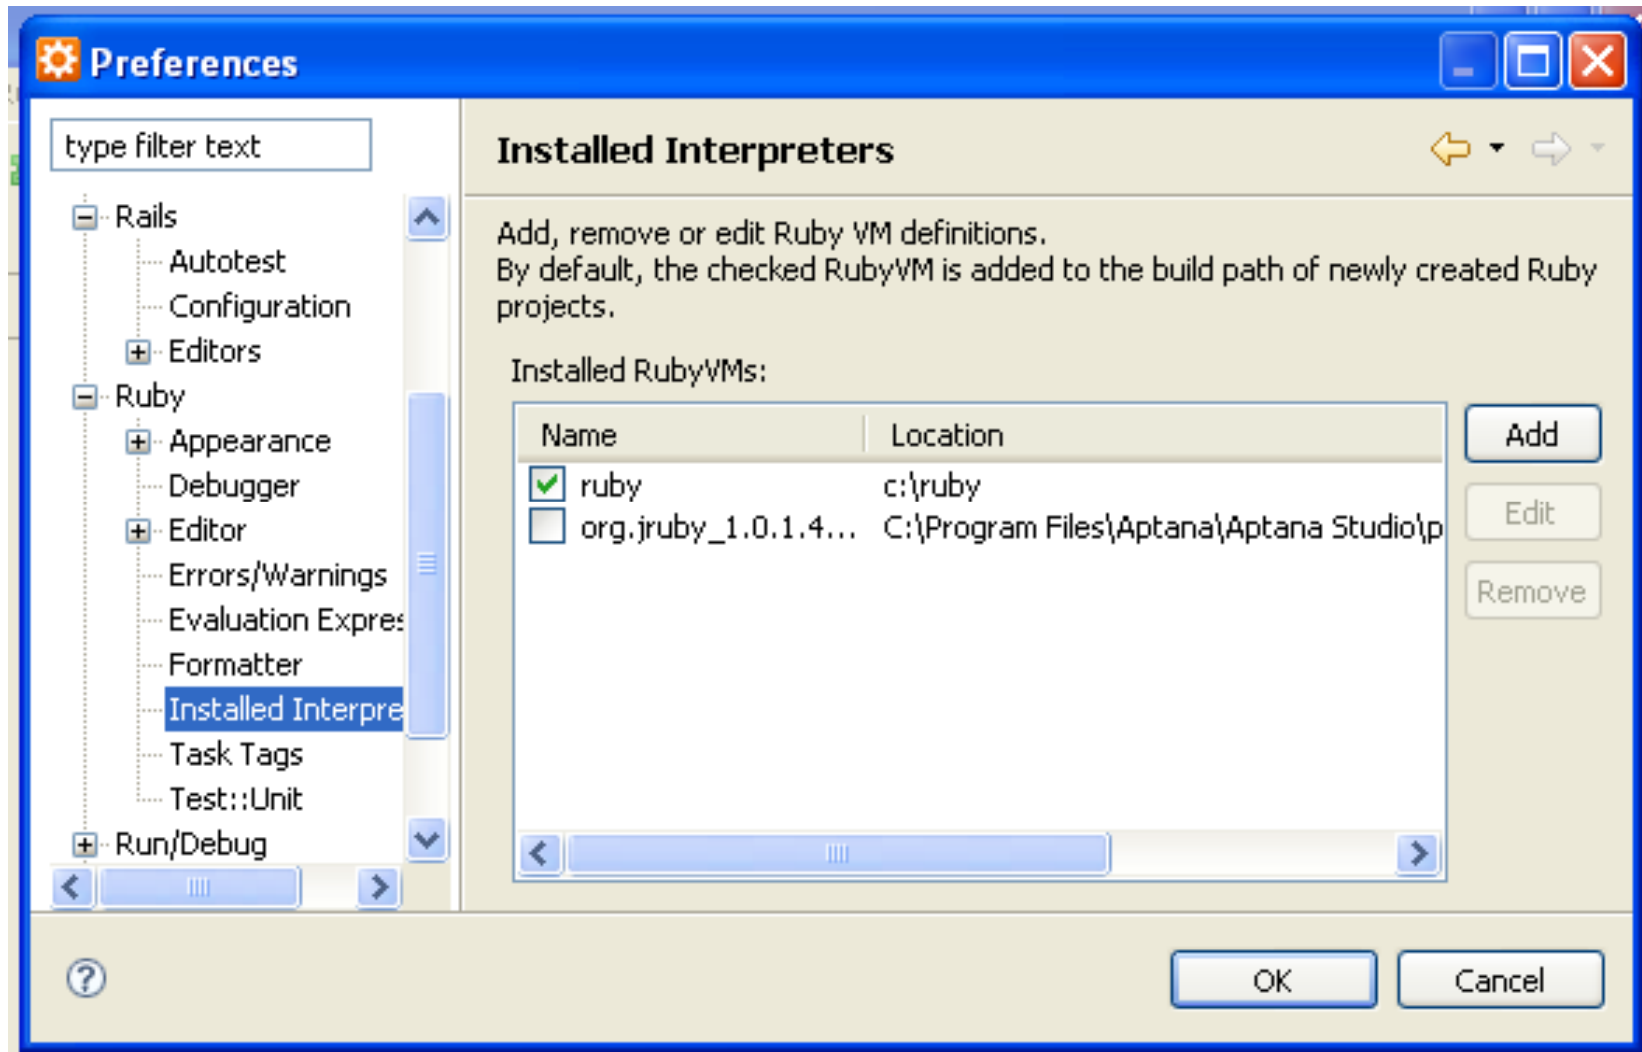 Preferences
type filter text
Rails
Autotest
Configuration
Editors
Ruby
Appearance
Debugger
Editor
Errors/Warnings
Evaluation Expres
Formatter
Installed Interpre
Task Tags
Test::Unit
Run/Debug
Installed Interpreters
Add, remove or edit Ruby VM definitions.
By default, the checked RubyVM is added to the build path of newly created Ruby
projects.
Installed RubyVMs:
Name Location
ruby c:\ruby
org.jruby_1.0.1.4... C:\Program Files\Aptana\Aptana Studio\p
Add
Edit
Remove
?
OK
Cancel